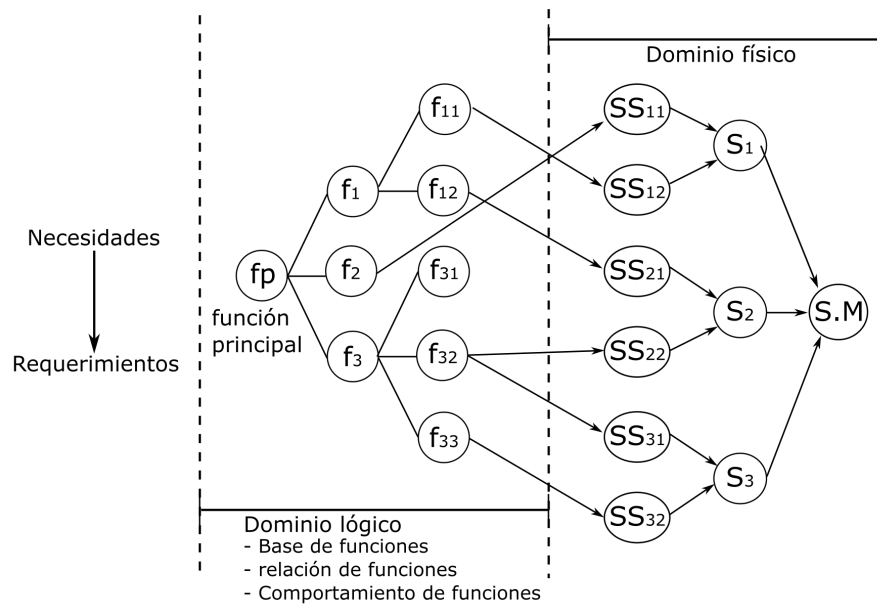 Dominio físico
f11
SS11
S1
f1
f12
SS12
Necesidades
fp
f2
f31
SS21
S2
S.M
función
principal
Requerimientos
f3
f32
SS22
f33
SS31
S3
SS32
Dominio lógico
- Base de funciones
- relación de funciones
- Comportamiento de funciones